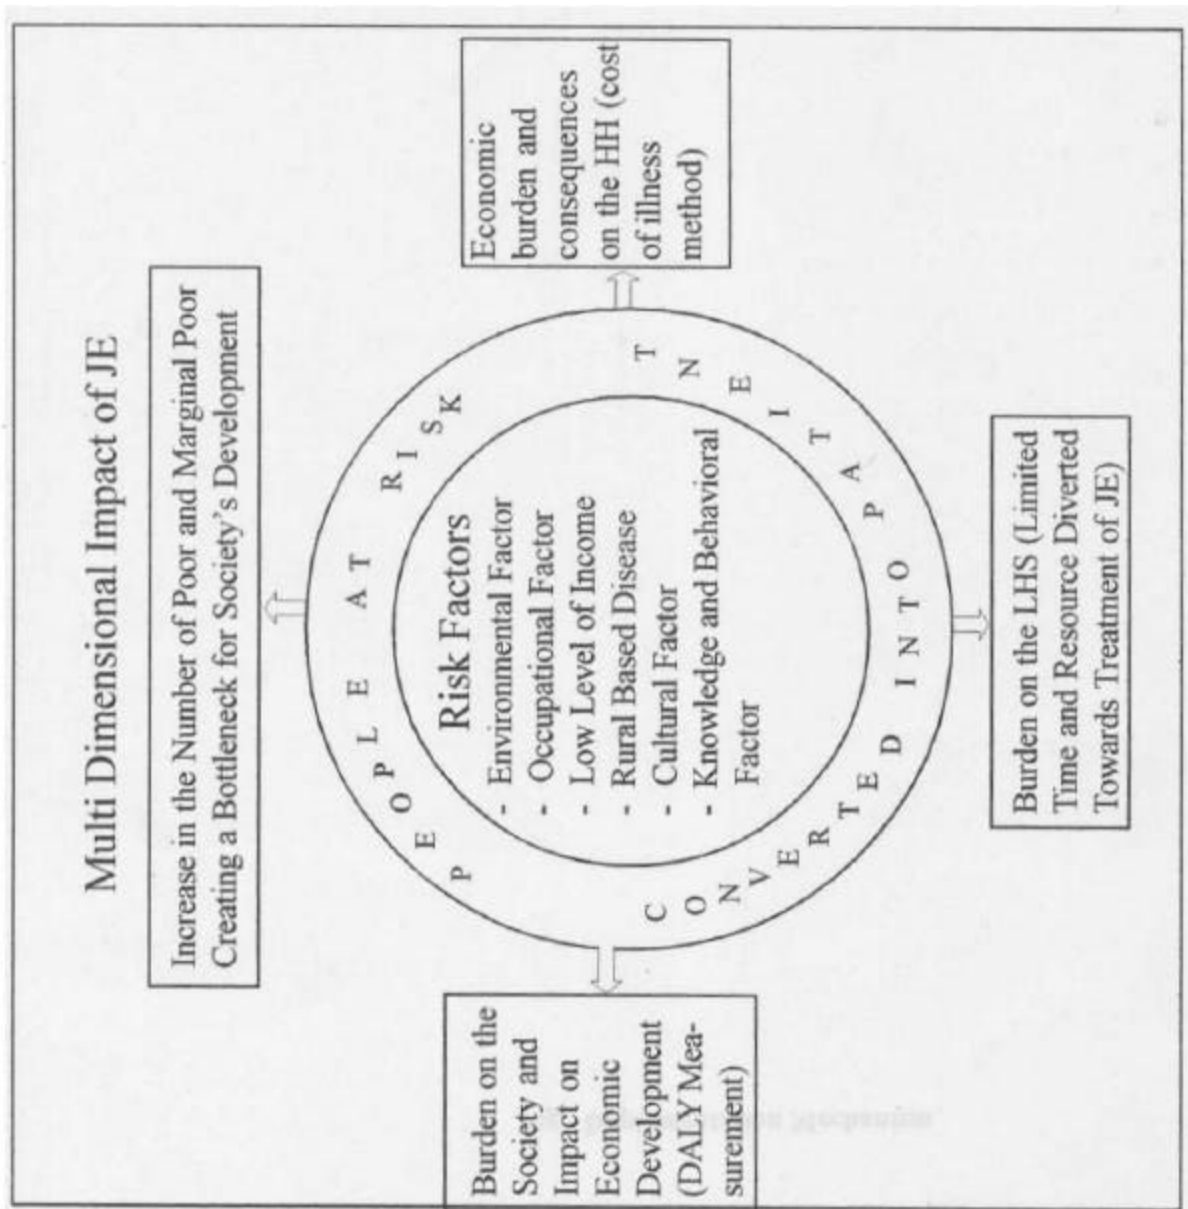 Multi Dimensional Impact of JE
Increase in the Number of Poor and Marginal Poor
Creating a Bottleneck for Society's Development
PEOPLE AT RISK
CONVERTED INTO PATIENT
Risk Factors
- Environmental Factor
- Occupational Factor
- Low Level of Income
- Rural Based Disease
- Cultural Factor
- Knowledge and Behavioral
Factor
Burden on the
Society and
Impact on
Economic
Development
(DALY Mea-
surement)
Economic
burden and
consequences
on the HH (cost
of illness
method)
Burden on the LHS (Limited
Time and Resource Diverted
Towards Treatment of JE)